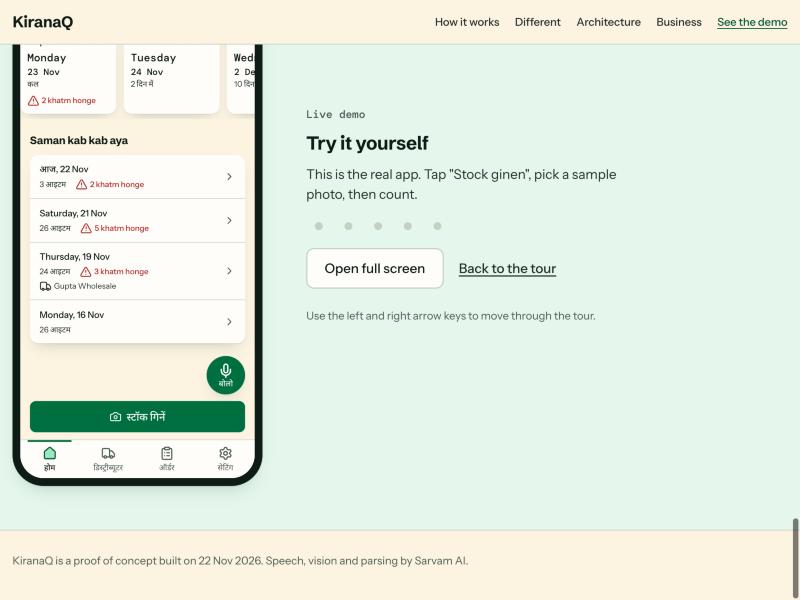 KiranaQ
How it works
Different
Architecture
Business
See the demo
Monday
23 Nov
कल
2 khatm honge
Tuesday
24 Nov
2 दिन में
2 De
10 दिन
Saman kab kab aya
आज, 22 Nov
3 आइटम 2 khatm honge
Saturday, 21 Nov
26 आइटम 5 khatm honge
Thursday, 19 Nov
24 आइटम 3 khatm honge
Gupta Wholesale
Monday, 16 Nov
26 आइटम
बोलो
स्टॉक गिनें
होम
डिस्ट्रीब्यूटर
ऑर्डर
सेटिंग
Live demo
Try it yourself
This is the real app. Tap "Stock ginen", pick a sample
photo, then count.
Open full screen
Back to the tour
Use the left and right arrow keys to move through the tour.
KiranaQ is a proof of concept built on 22 Nov 2026. Speech, vision and parsing by Sarvam AI.